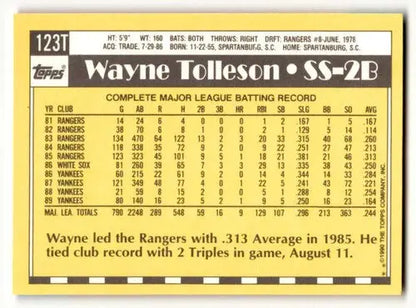 123T
HT: 5'9" WT: 160 BATS: BOTH THROWS: RIGHT DRFT: RANGERS #8-JUNE, 1976
ACQ: TRADE, 7-29-86 BORN: 11-22-55, SPARTANBURG, S.C. HOME: SPARTANBURG, S.C.
Topps Wayne Tolleson • SS-2B
COMPLETE MAJOR LEAGUE BATTING RECORD
YR CLUB G AB R H 2B 3B HR RBI SB SLG BB SO AVG
81 RANGERS 14 24 6 4 0 0 0 1 2 .167 1 5 .167
82 RANGERS 38 70 6 8 1 0 0 2 1 .129 5 14 .114
83 RANGERS 134 470 64 122 13 2 3 20 33 .315 40 68 .260
84 RANGERS 118 338 35 72 9 2 0 9 22 .251 27 47 .213
85 RANGERS 123 323 45 101 9 5 1 18 21 .381 21 46 .313
86 WHITE SOX 81 260 39 65 7 3 3 29 13 .335 38 43 .250
86 YANKEES 60 215 22 61 9 2 0 14 4 .344 14 33 .284
87 YANKEES 121 349 48 77 4 0 1 22 5 .241 43 72 .221
88 YANKEES 21 59 8 15 2 0 0 5 1 .288 8 12 .254
89 YANKEES 80 140 16 23 5 2 1 9 5 .250 16 23 .164
MAJ. LEA. TOTALS 790 2248 289 548 59 16 9 129 107 .296 213 363 .244
Wayne led the Rangers with .313 Average in 1985. He
tied club record with 2 Triples in game, August 11.
©1990 THE TOPPS COMPANY, INC.